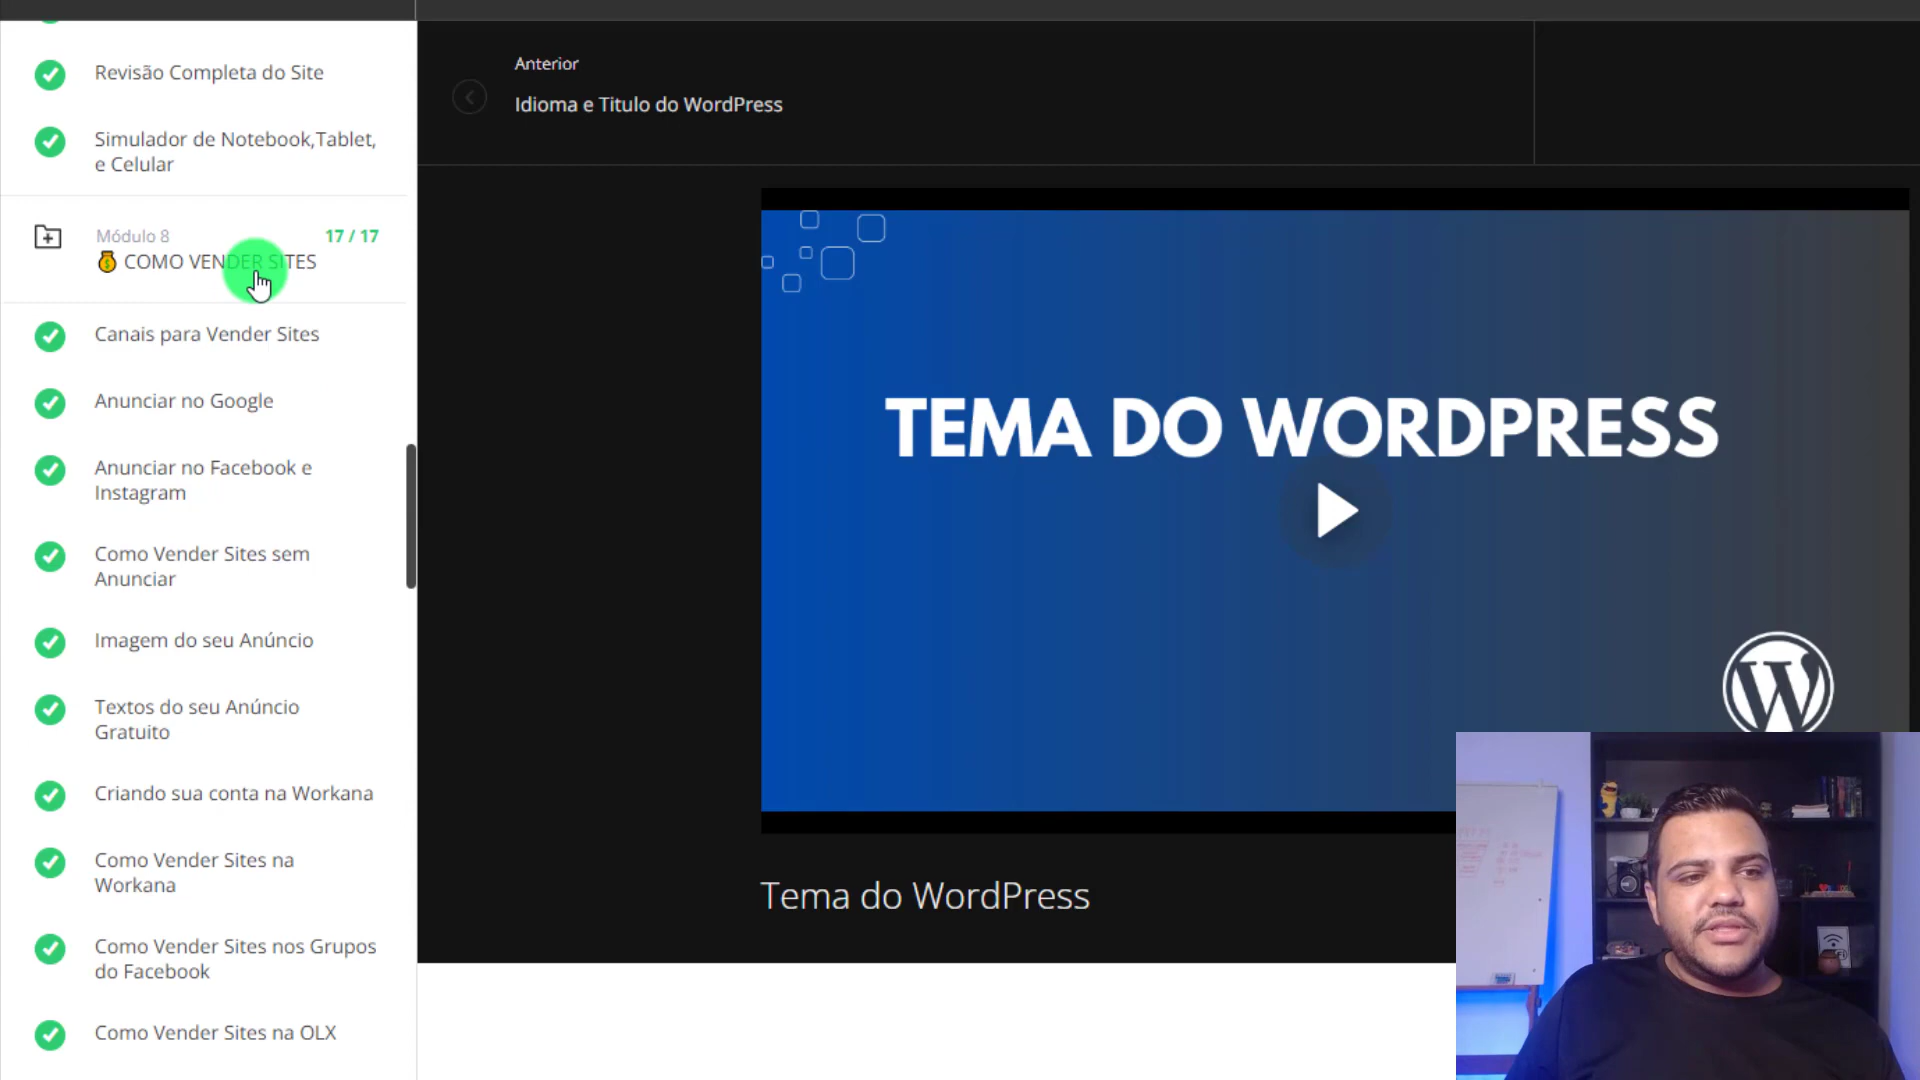 Revisão Completa do Site
Simulador de Notebook,Tablet,
e Celular
Módulo 8
17 / 17
COMO VENDER SITES
Canais para Vender Sites
Anunciar no Google
Anunciar no Facebook e
Instagram
Como Vender Sites sem
Anunciar
Imagem do seu Anúncio
Textos do seu Anúncio
Gratuito
Criando sua conta na Workana
Como Vender Sites na
Workana
Como Vender Sites nos Grupos
do Facebook
Como Vender Sites na OLX
Anterior
Idioma e Titulo do WordPress
TEMA DO WORDPRESS
Tema do WordPress